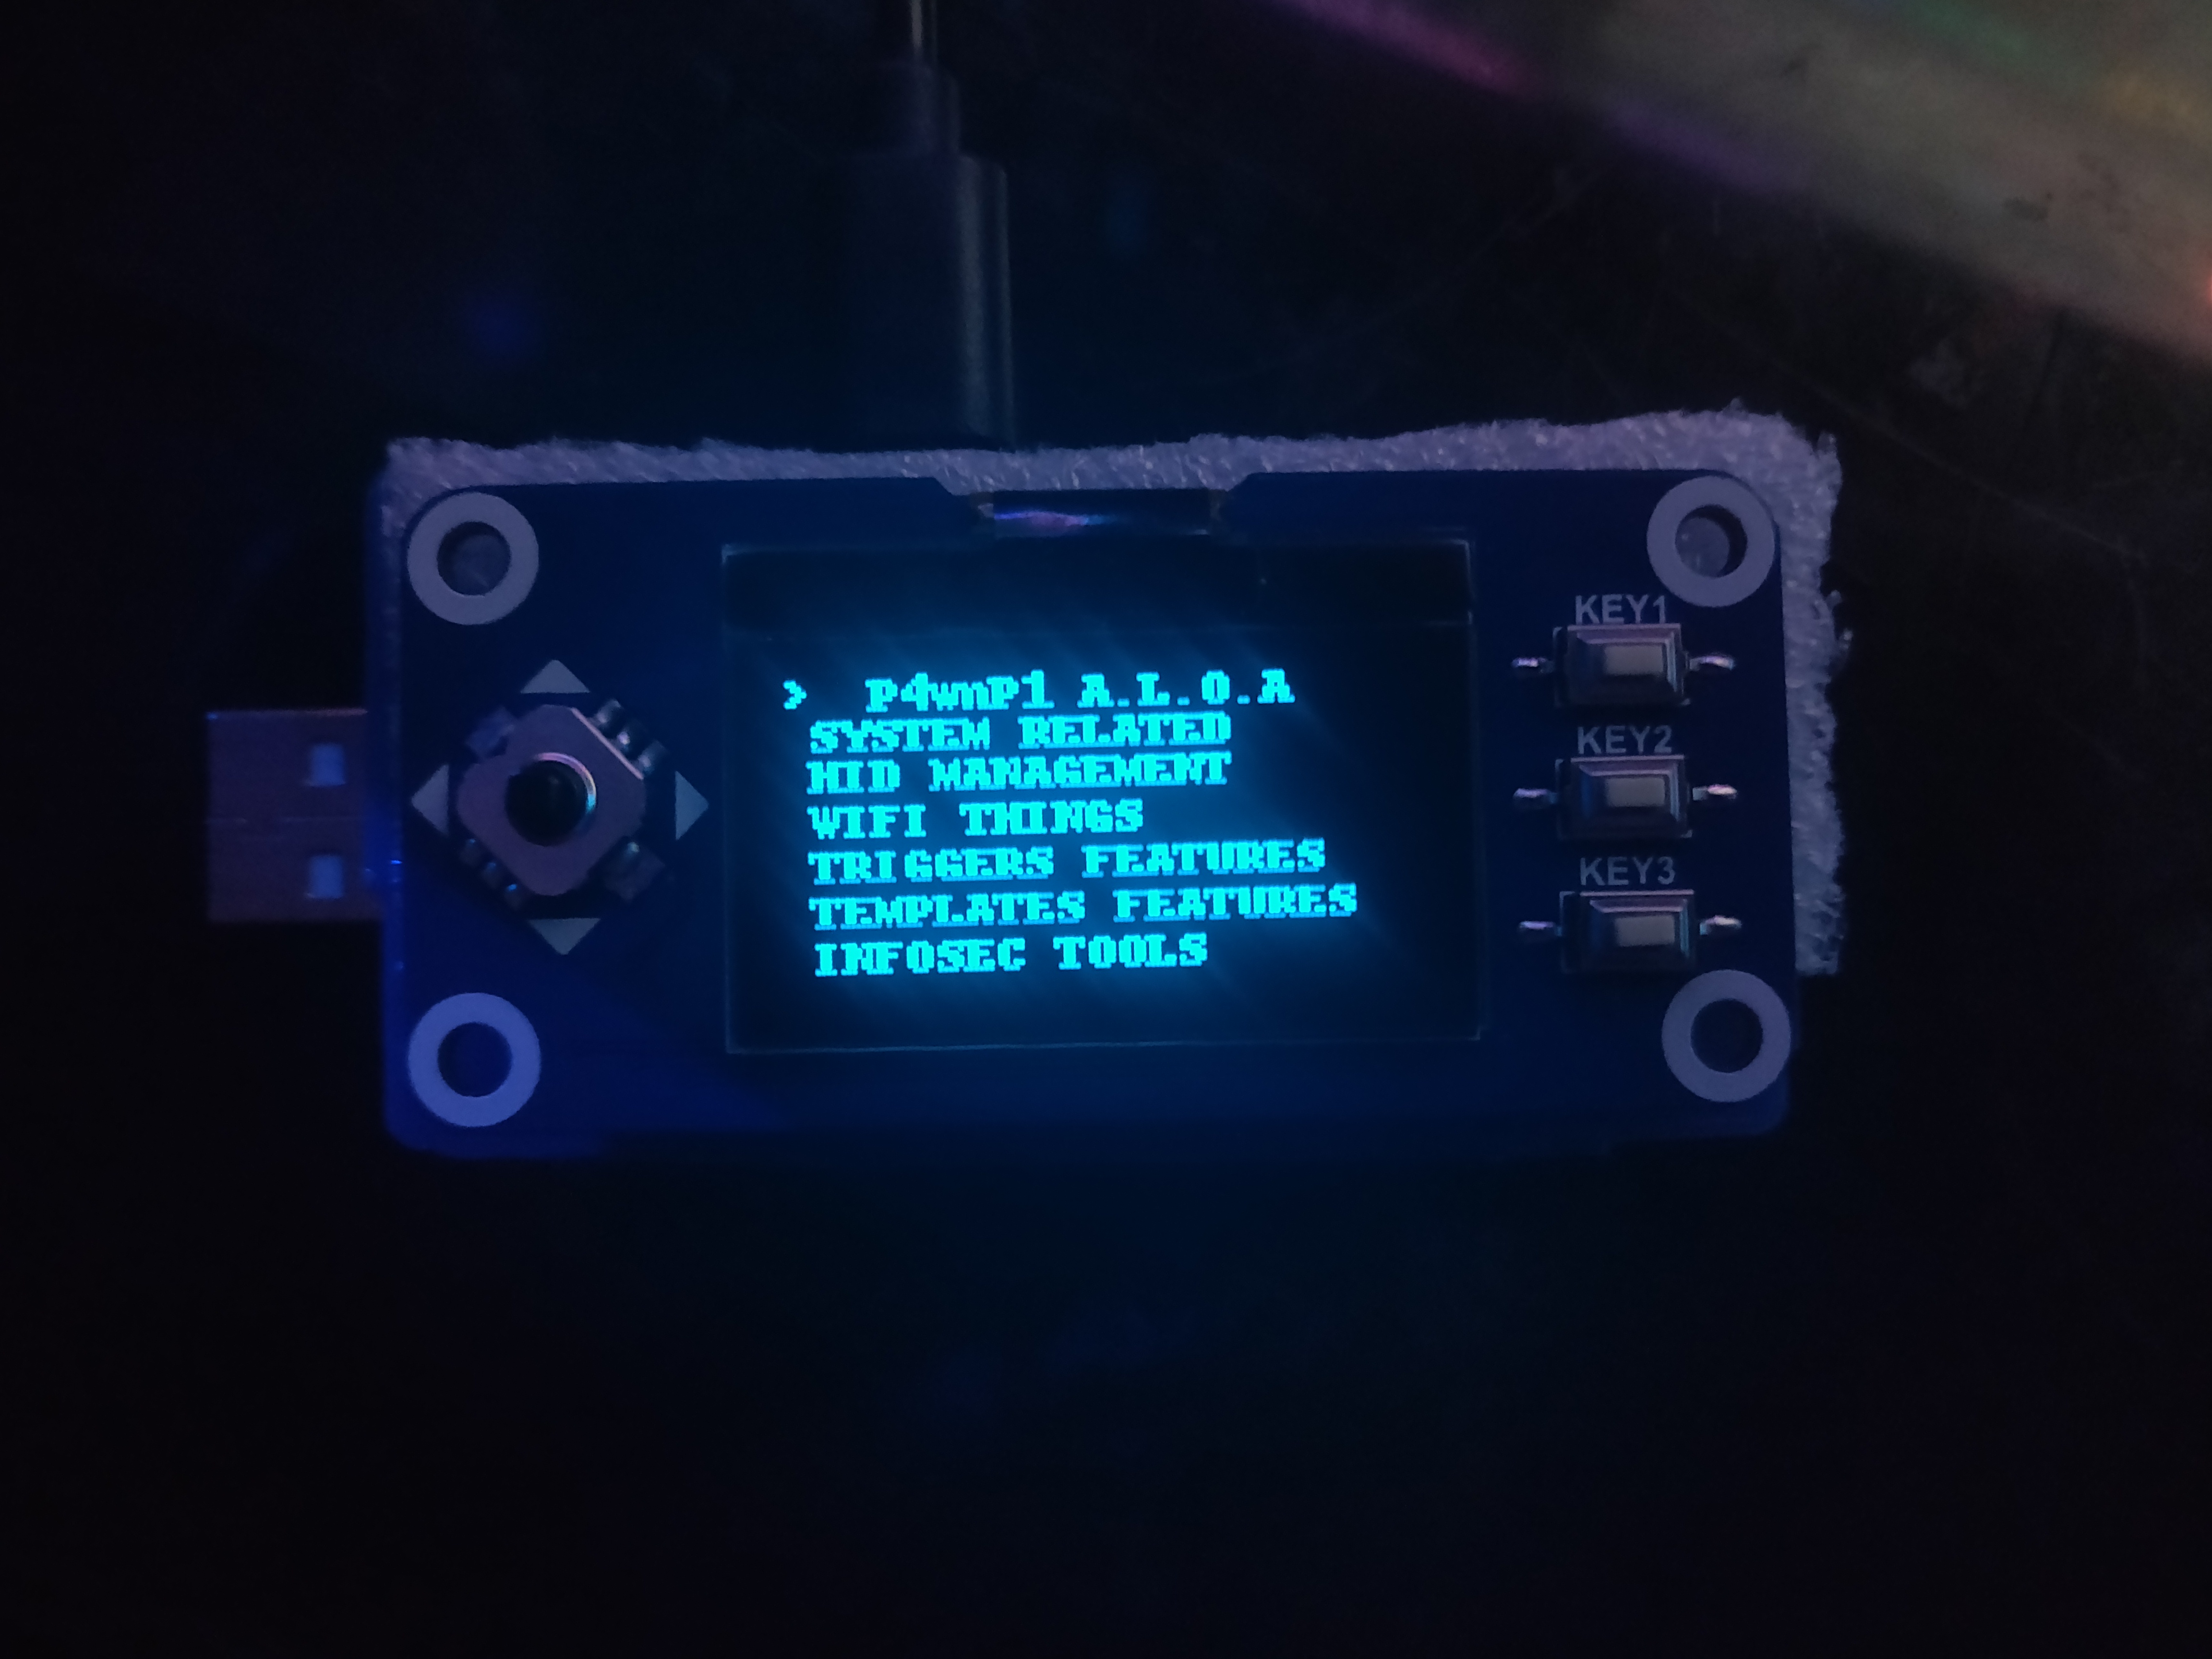 > P4wnP1 A.L.O.A
SYSTEM RELATED
HID MANAGEMENT
WIFI THINGS
TRIGGERS FEATURES
TEMPLATES FEATURES
INFOSEC TOOLS
KEY1
KEY2
KEY3